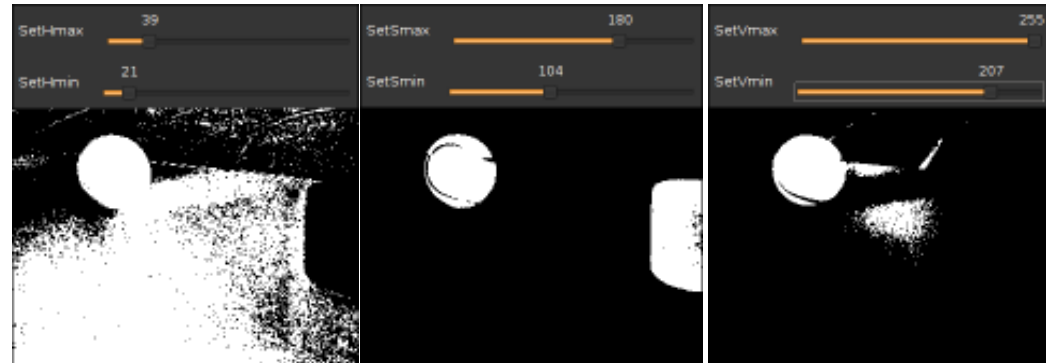 39
SetHmax
21
SetHmin
180
SetSmax
104
SetSmin
255
SetVmax
207
SetVmin